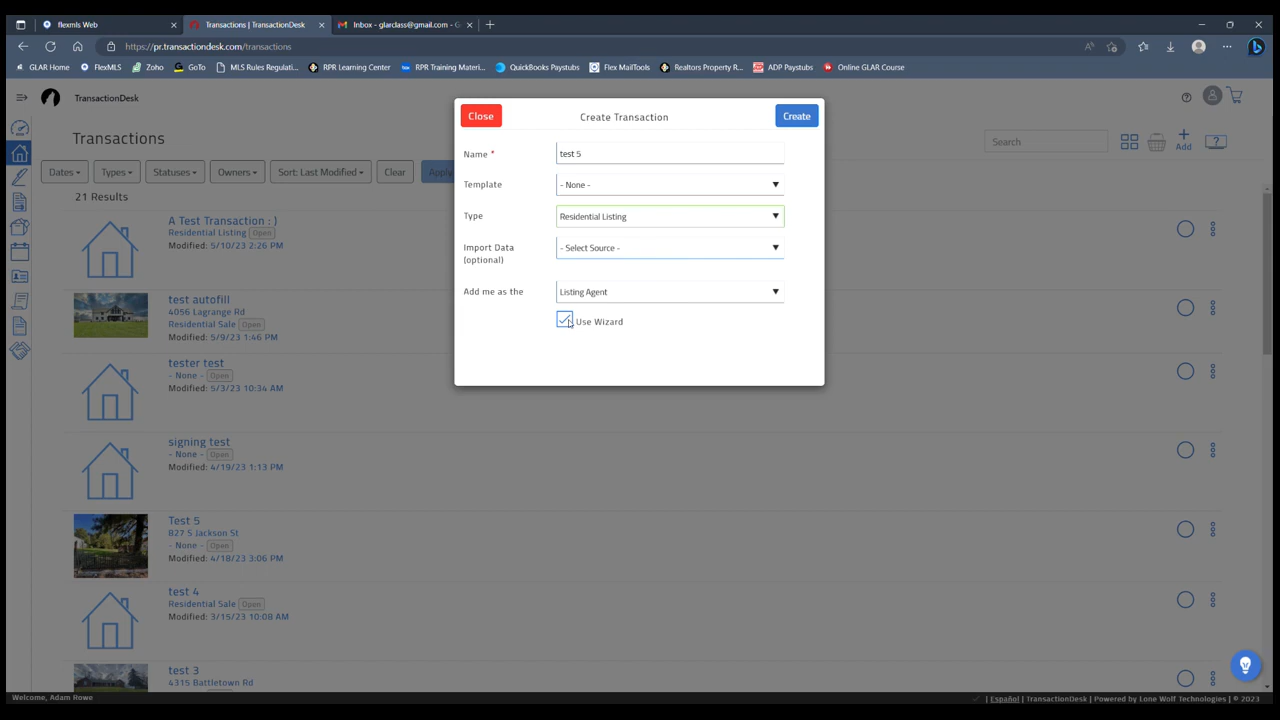 flexmls Web
Transactions | TransactionDesk
Inbox - glarclass@gmail.com - G
https://pr.transactiondesk.com/transactions
GLAR Home
FlexMLS
Zoho
GoTo
MLS Rules Regulati...
RPR Learning Center
RPR Training Materi...
QuickBooks Paystubs
Flex MailTools
Realtors Property R...
ADP Paystubs
Online GLAR Course
TransactionDesk
Transactions
Search
Add
Dates
Types
Statuses
Owners
Sort: Last Modified
Clear
Apply
21 Results
A Test Transaction : )
Residential Listing Open
Modified: 5/10/23 2:26 PM
test autofill
4056 Lagrange Rd
Residential Sale Open
Modified: 5/9/23 1:46 PM
tester test
- None - Open
Modified: 5/3/23 10:34 AM
signing test
- None - Open
Modified: 4/19/23 1:13 PM
Test 5
827 S Jackson St
- None - Open
Modified: 4/18/23 3:06 PM
test 4
Residential Sale Open
Modified: 3/15/23 10:08 AM
test 3
4315 Battletown Rd
Close
Create Transaction
Create
Name * test 5
Template - None -
Type Residential Listing
Import Data - Select Source -
(optional)
Add me as the Listing Agent
Use Wizard
Welcome, Adam Rowe
| Español | TransactionDesk | Powered by Lone Wolf Technologies | © 2023